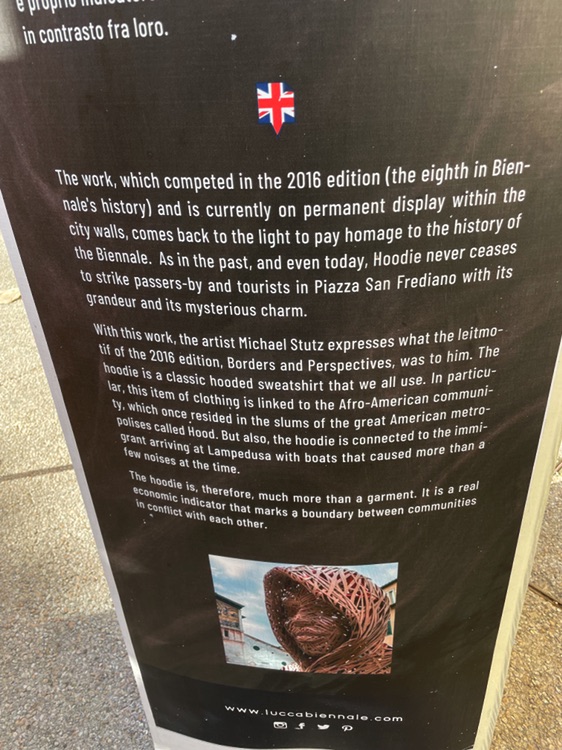 e proprio indicator
in contrasto fra loro.
The work, which competed in the 2016 edition (the eighth in Bien-
nale's history) and is currently on permanent display within the
city walls, comes back to the light to pay homage to the history of
the Biennale. As in the past, and even today, Hoodie never ceases
to strike passers-by and tourists in Piazza San Frediano with its
grandeur and its mysterious charm.
With this work, the artist Michael Stutz expresses what the leitmo-
tif of the 2016 edition, Borders and Perspectives, was to him. The
hoodie is a classic hooded sweatshirt that we all use. In particu-
lar, this item of clothing is linked to the Afro-American communi-
ty, which once resided in the slums of the great American metro-
polises called Hood. But also, the hoodie is connected to the immi-
grant arriving at Lampedusa with boats that caused more than a
few noises at the time.
The hoodie is, therefore, much more than a garment. It is a real
economic indicator that marks a boundary between communities
in conflict with each other.
www.luccabiennale.com